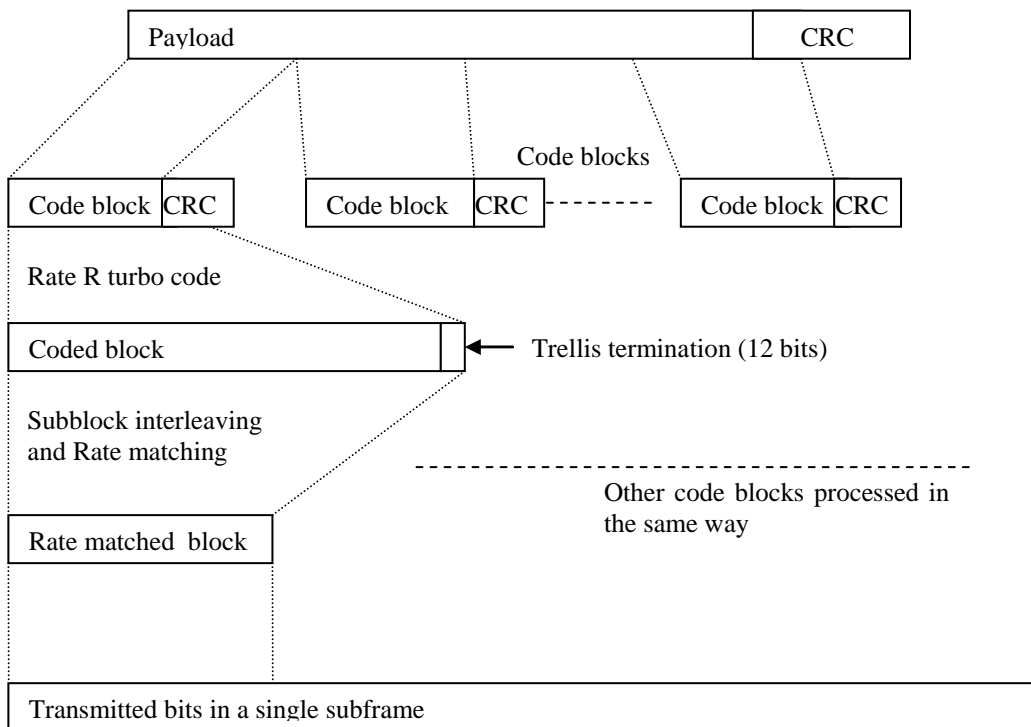 Payload CRC
Code blocks
Code block CRC Code block CRC Code block CRC
Rate R turbo code
Coded block
Trellis termination (12 bits)
Subblock interleaving
and Rate matching
Other code blocks processed in
the same way
Rate matched block
Transmitted bits in a single subframe